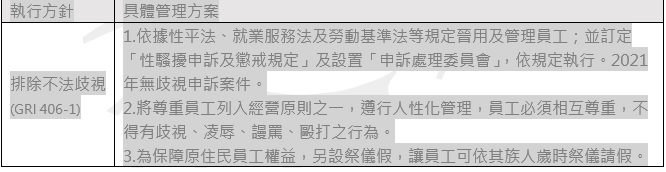 執行方針
具體管理方案
排除不法歧視
(GRI 406-1)
1.依據性平法、就業服務法及勞動基準法等規定晉用及管理員工；並訂定
「性騷擾申訴及懲戒規定」及設置「申訴處理委員會」，依規定執行。2021
年無歧視申訴案件。
2.將尊重員工列入經營原則之一，遵行人性化管理，員工必須相互尊重，不
得有歧視、凌辱、謾罵、毆打之行為。
3.為保障原住民員工權益，另設祭儀假，讓員工可依其族人歲時祭儀請假。